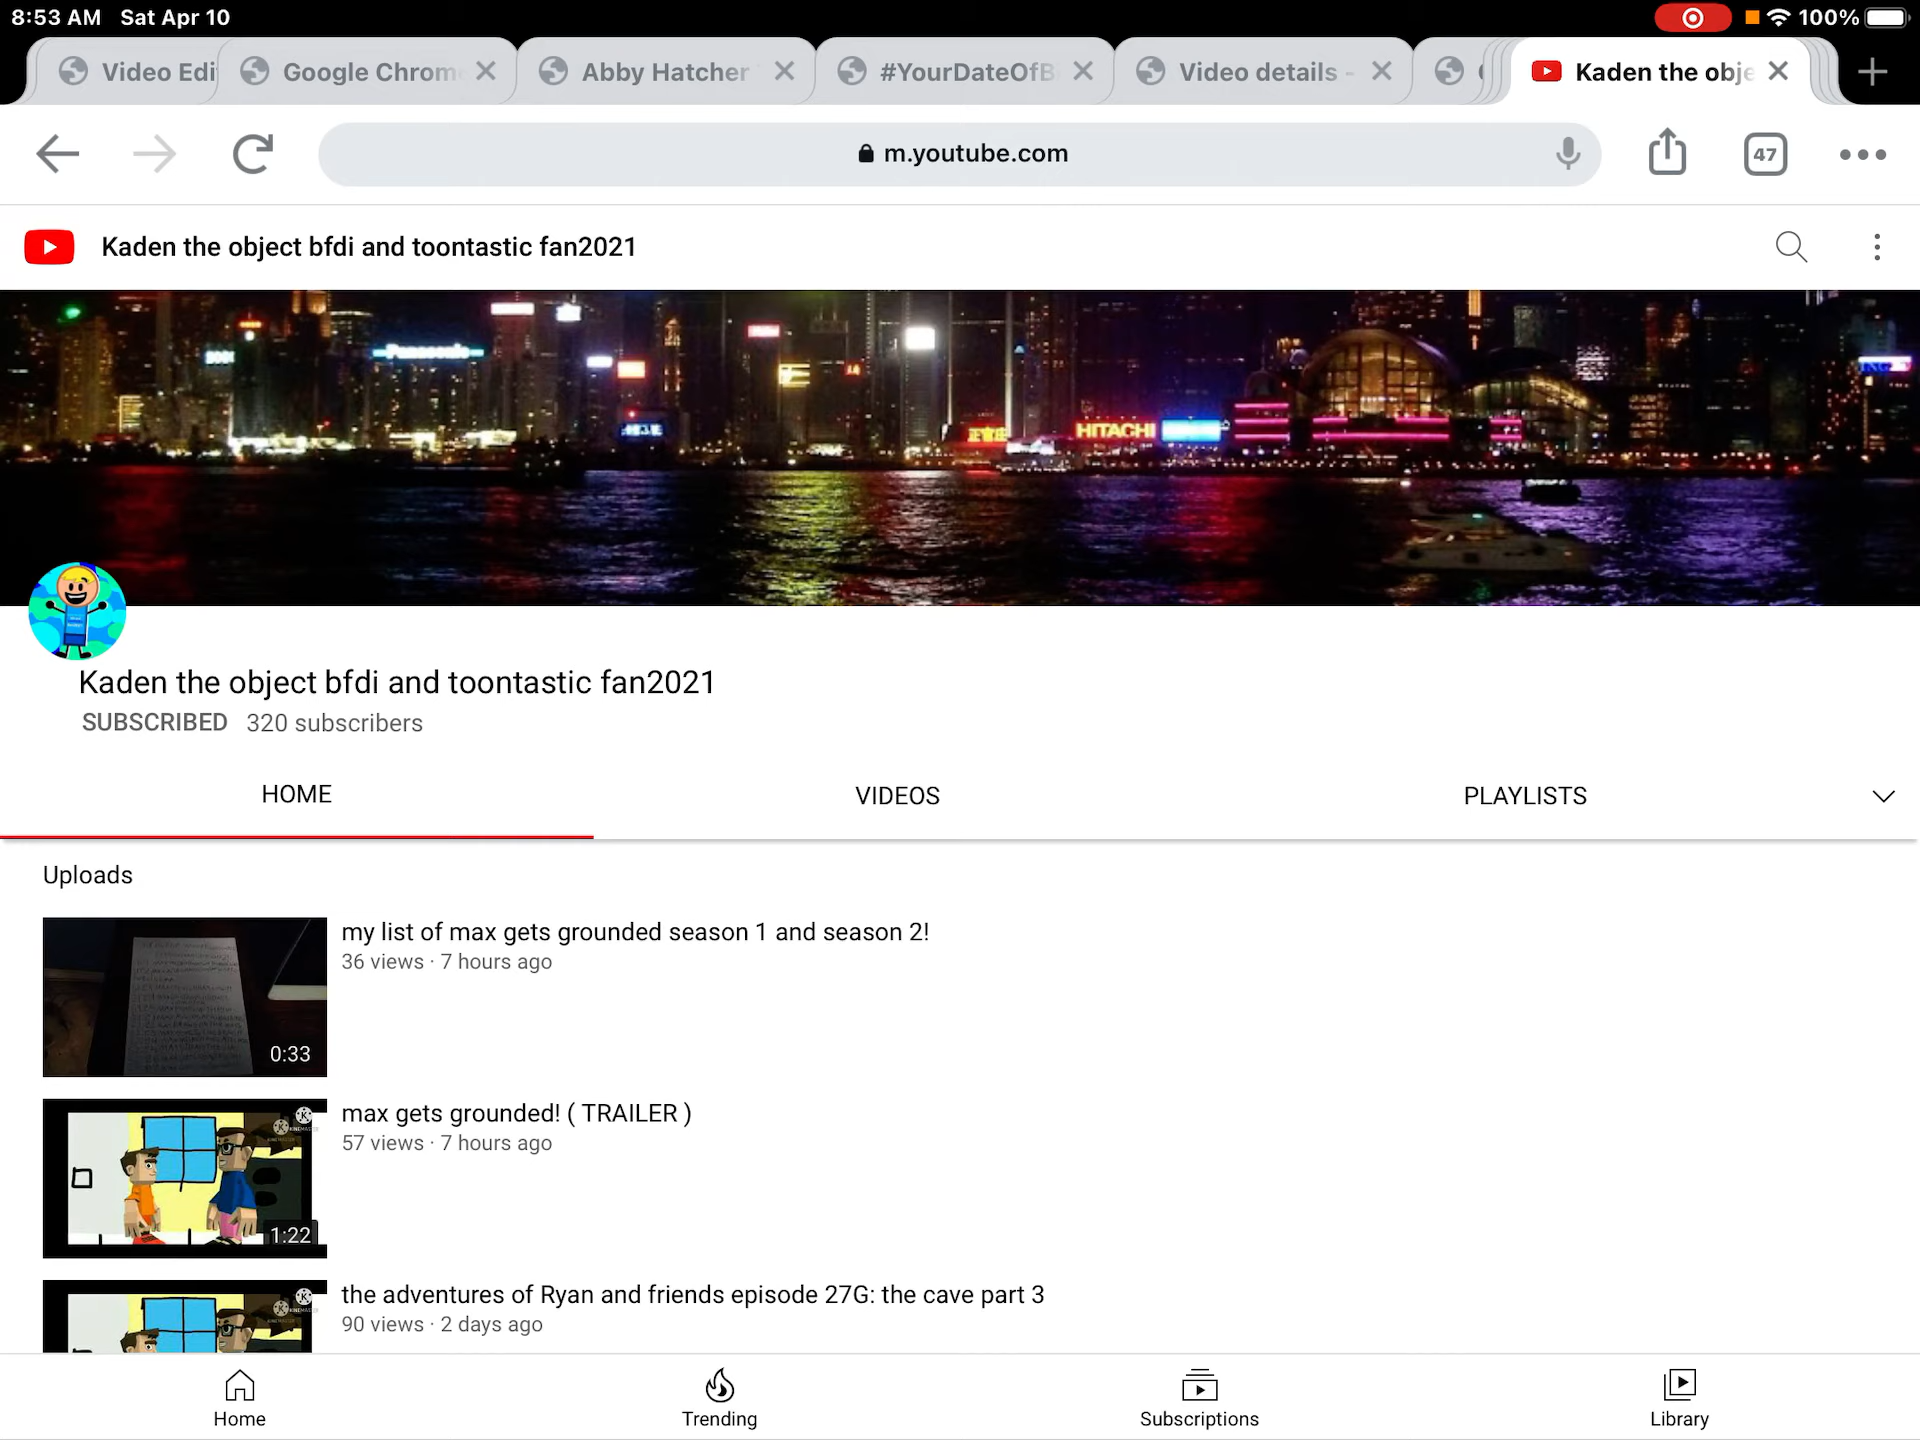 8:53 AM Sat Apr 10
100%
Video Edi
Google Chrom
Abby Hatcher
#YourDateOfB
Video details -
Kaden the obje
m.youtube.com
47
Kaden the object bfdi and toontastic fan2021
Panasonic
HITACHI
ING
Kaden the object bfdi and toontastic fan2021
SUBSCRIBED 320 subscribers
HOME
VIDEOS
PLAYLISTS
Uploads
my list of max gets grounded season 1 and season 2!
36 views · 7 hours ago
0:33
max gets grounded! ( TRAILER )
57 views · 7 hours ago
1:22
the adventures of Ryan and friends episode 27G: the cave part 3
90 views · 2 days ago
Home
Trending
Subscriptions
Library